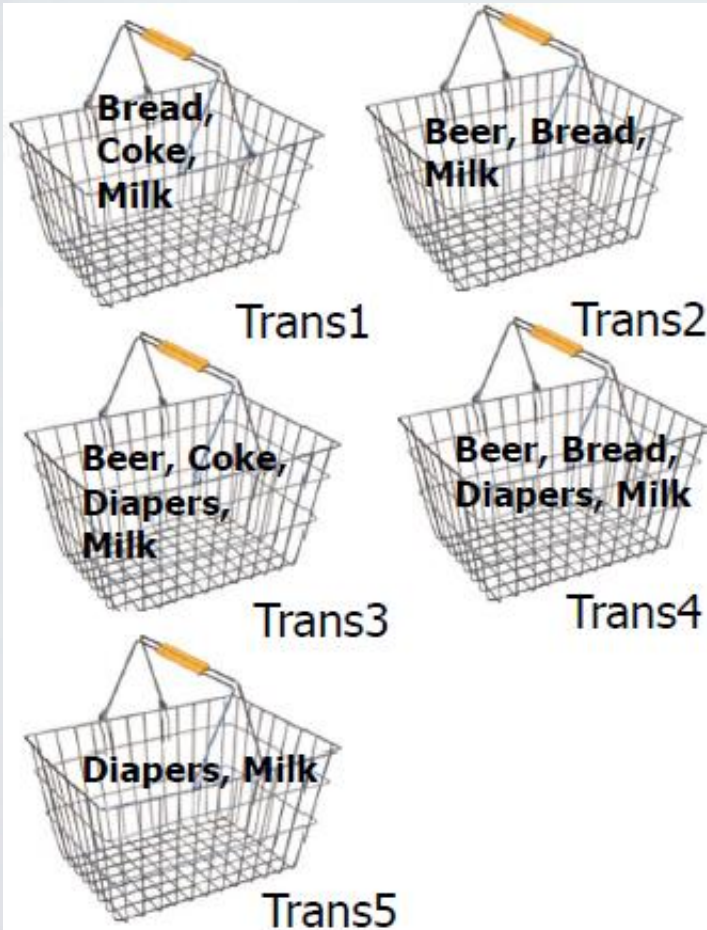 Bread,
Coke,
Milk
Trans1
Beer, Bread,
Milk
Trans2
Beer, Coke,
Diapers,
Milk
Trans3
Beer, Bread,
Diapers, Milk
Trans4
Diapers, Milk
Trans5